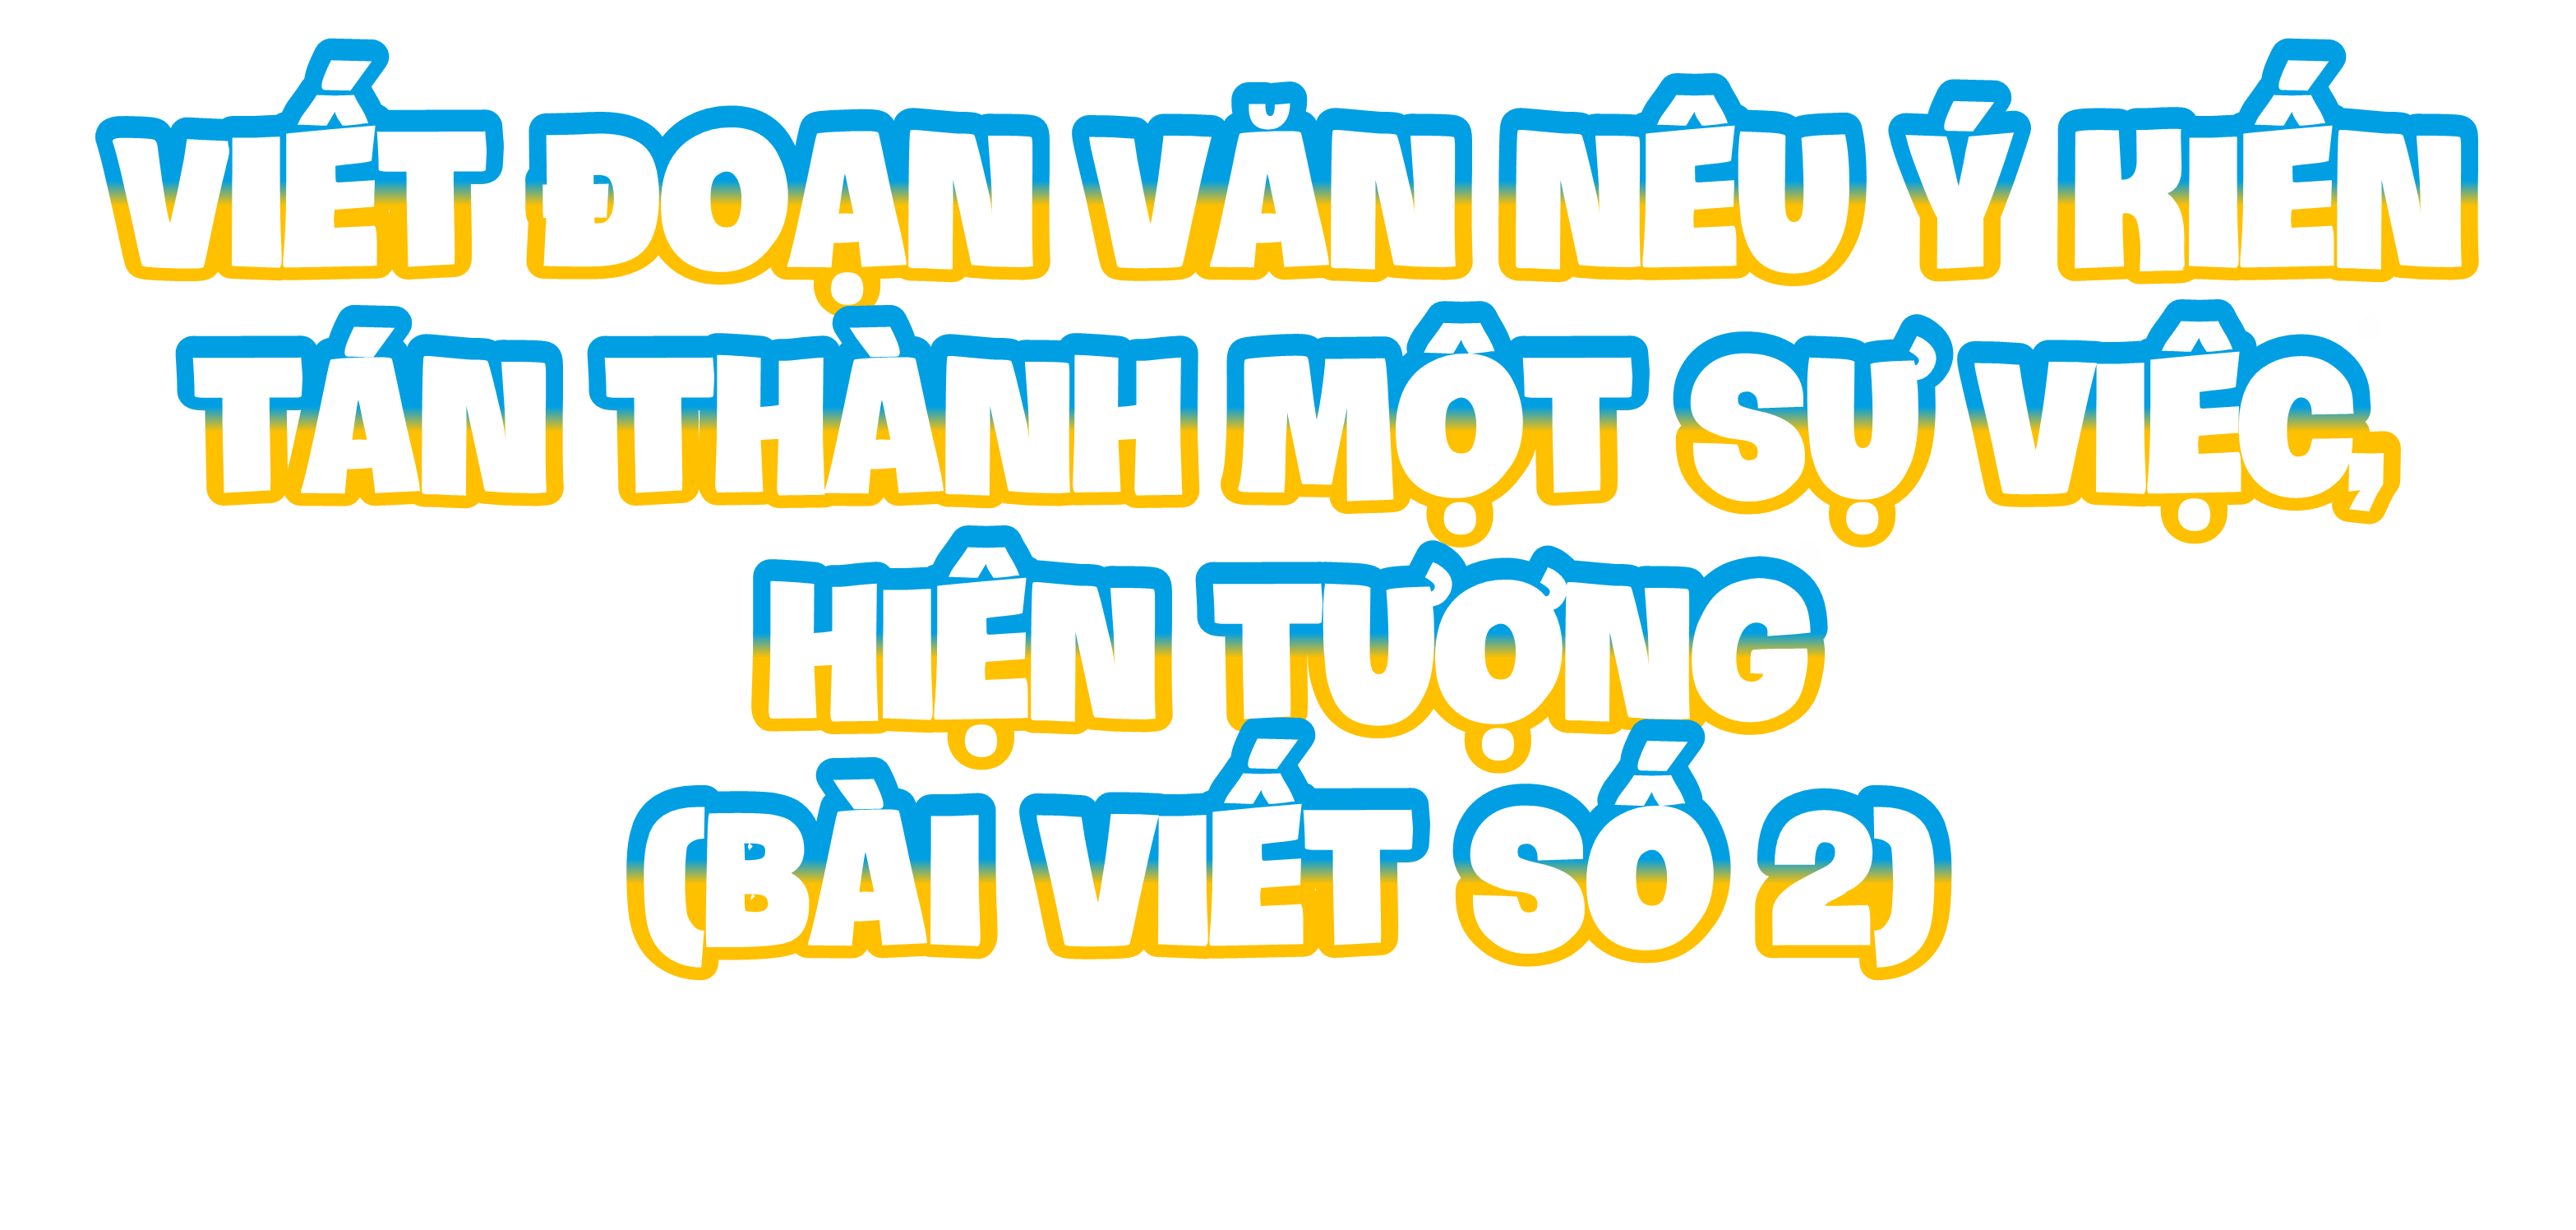 VIẾT ĐOẠN VĂN NÊU Ý KIẾN
TÁN THÀNH MỘT SỰ VIỆC,
HIỆN TƯỢNG
(BÀI VIẾT SỐ 2)